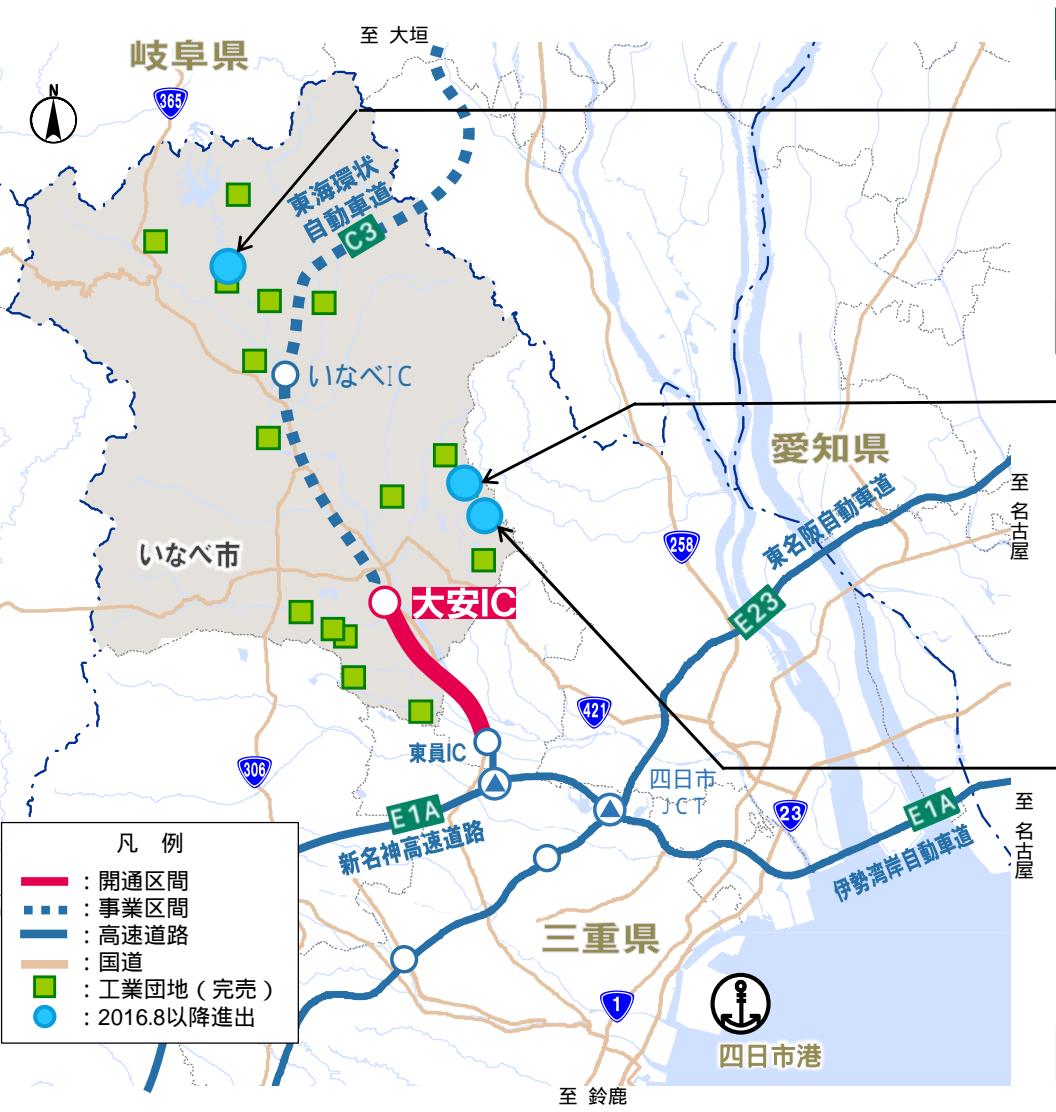 至 大垣
岐阜県
N
365
東海環状
自動車道
C3
いなべIC
愛知県
至 名古屋
東名阪自動車道
258
いなべ市
E23
大安IC
421
東員IC
306
四日市
JCT
E1A
新名神高速道路
23
E1A
至 名古屋
伊勢湾岸自動車道
凡 例
：開通区間
：事業区間
：高速道路
：国道
：工業団地（完売）
：2016.8以降進出
三重県
1
四日市港
至 鈴鹿